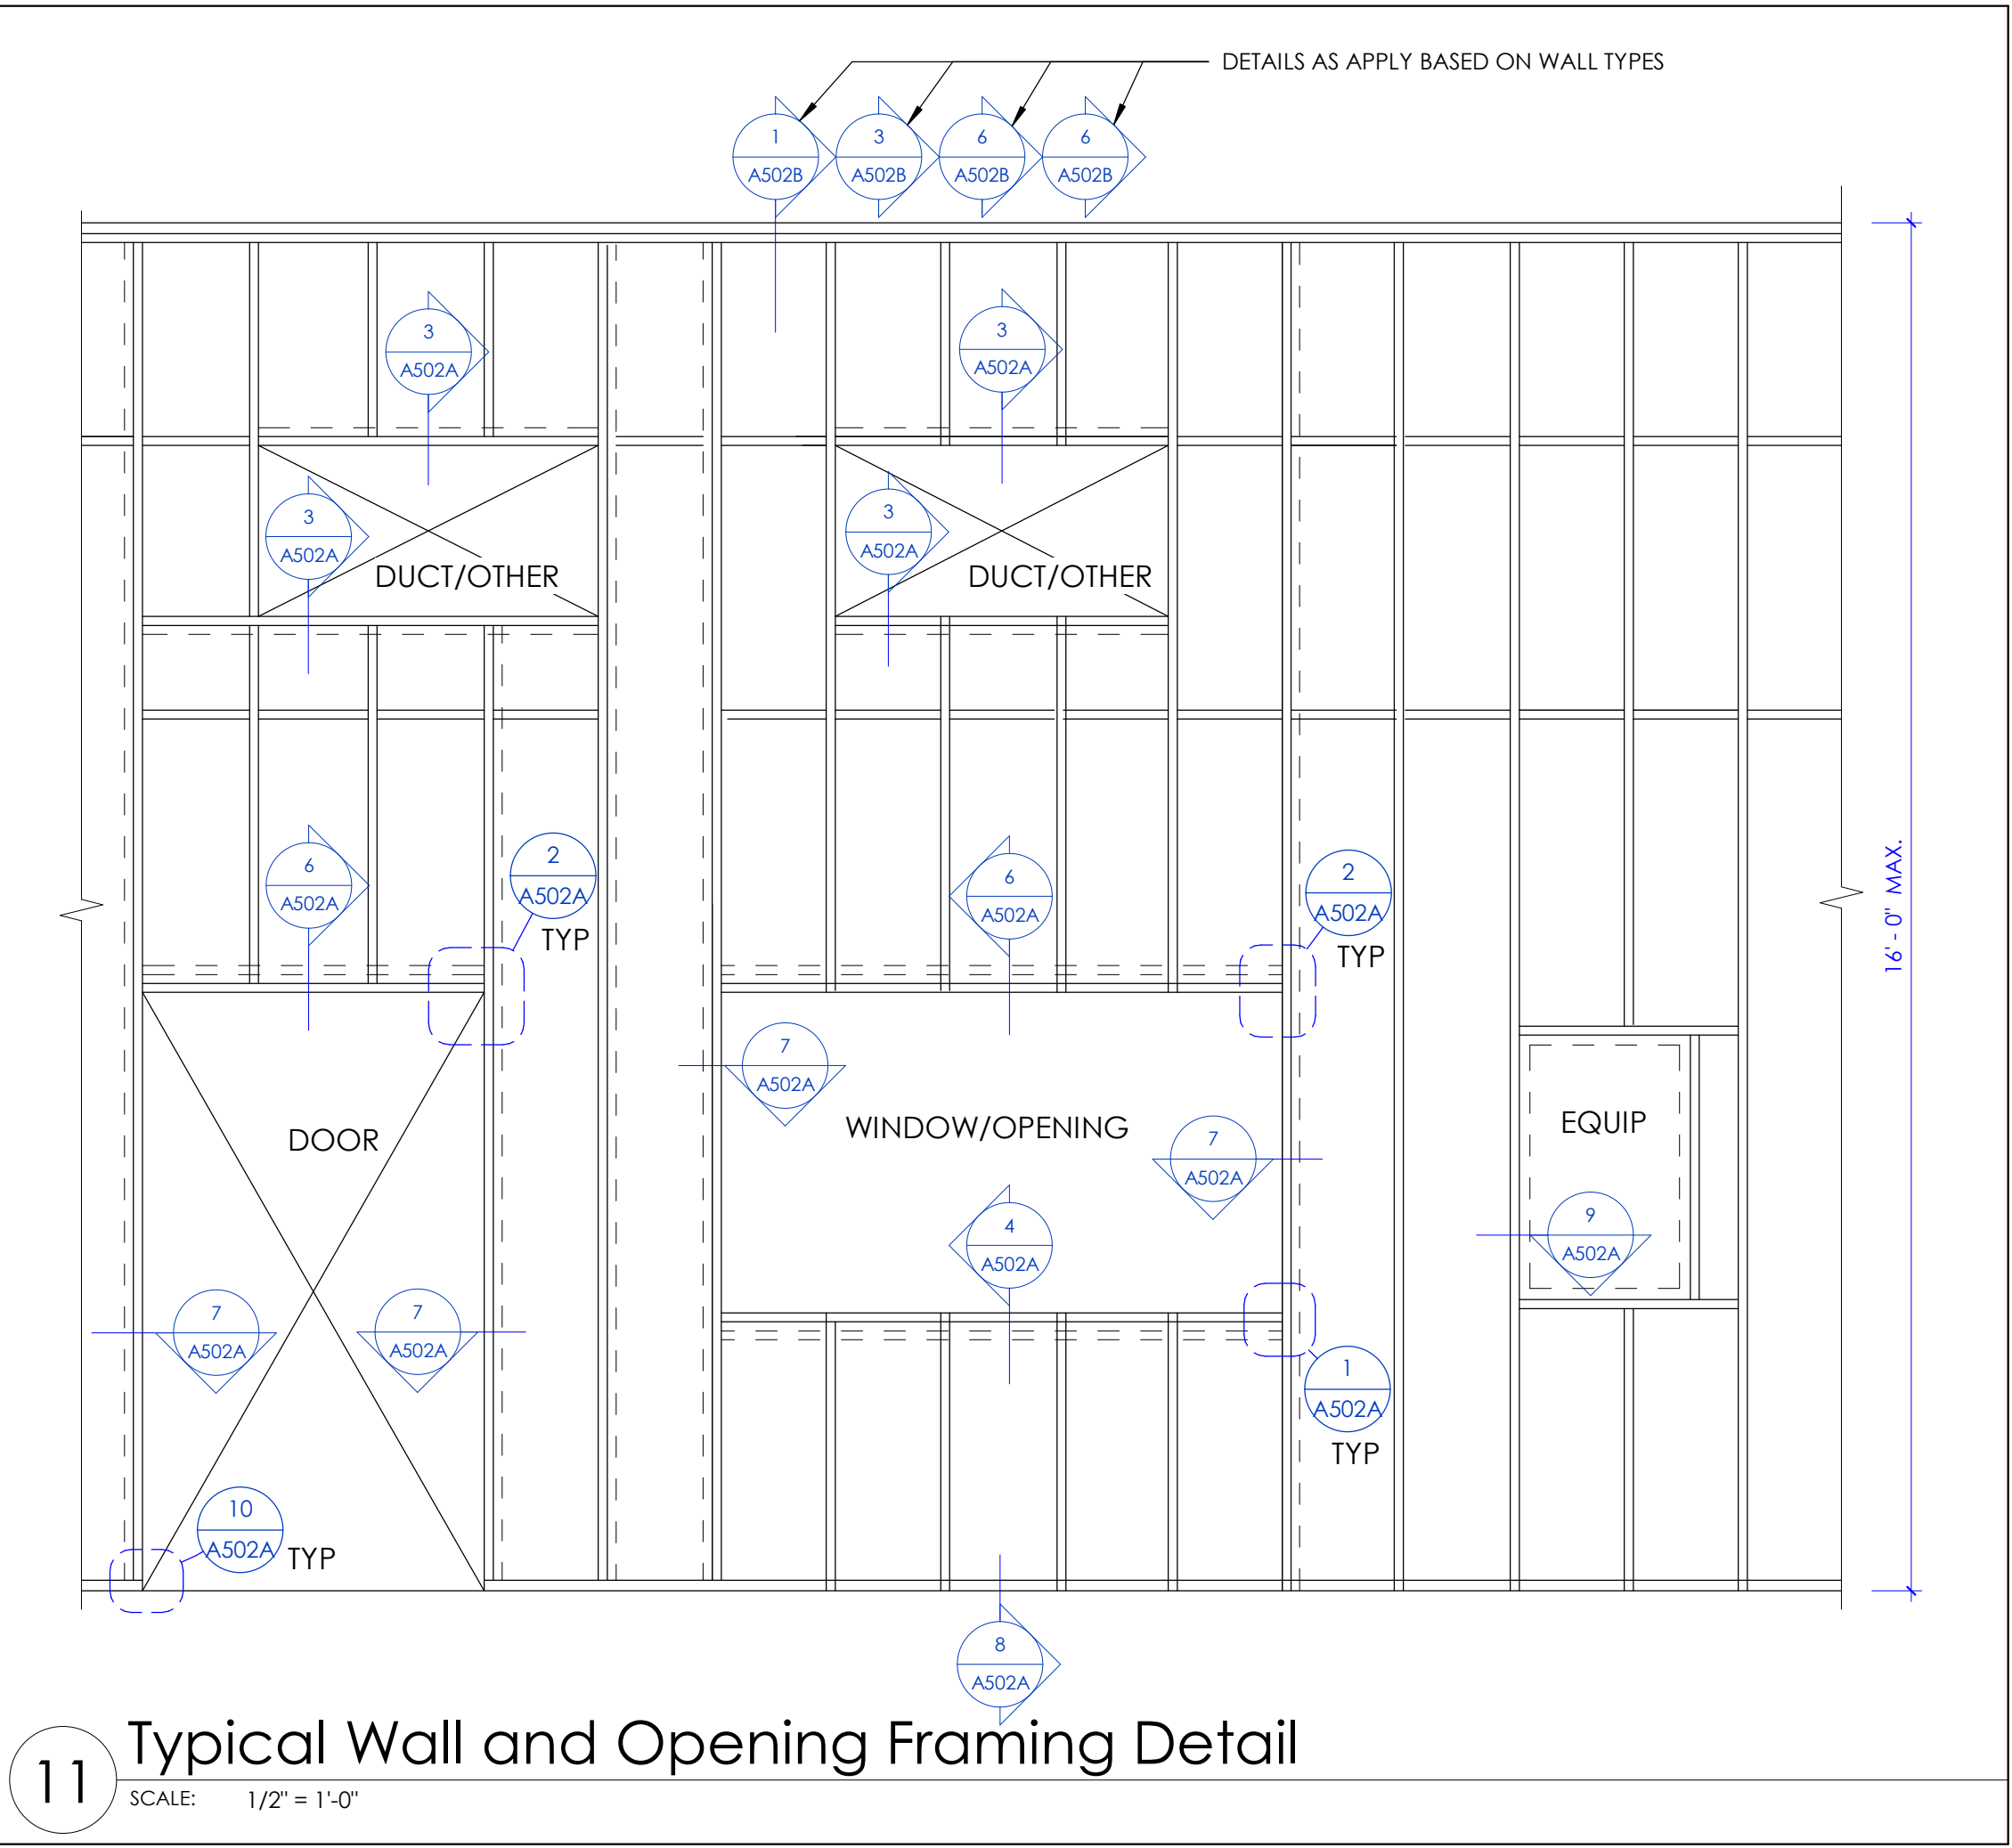 DETAILS AS APPLY BASED ON WALL TYPES
1
A502B
3
A502B
6
A502B
6
A502B
3
A502A
3
A502A
3
A502A
DUCT/OTHER
3
A502A
DUCT/OTHER
6
A502A
2
A502A
TYP
6
A502A
2
A502A
TYP
16' - 0" MAX.
7
A502A
DOOR
WINDOW/OPENING
7
A502A
EQUIP
4
A502A
9
A502A
7
A502A
7
A502A
1
A502A
TYP
10
A502A
TYP
8
A502A
11
Typical Wall and Opening Framing Detail
SCALE: 1/2" = 1'-0"